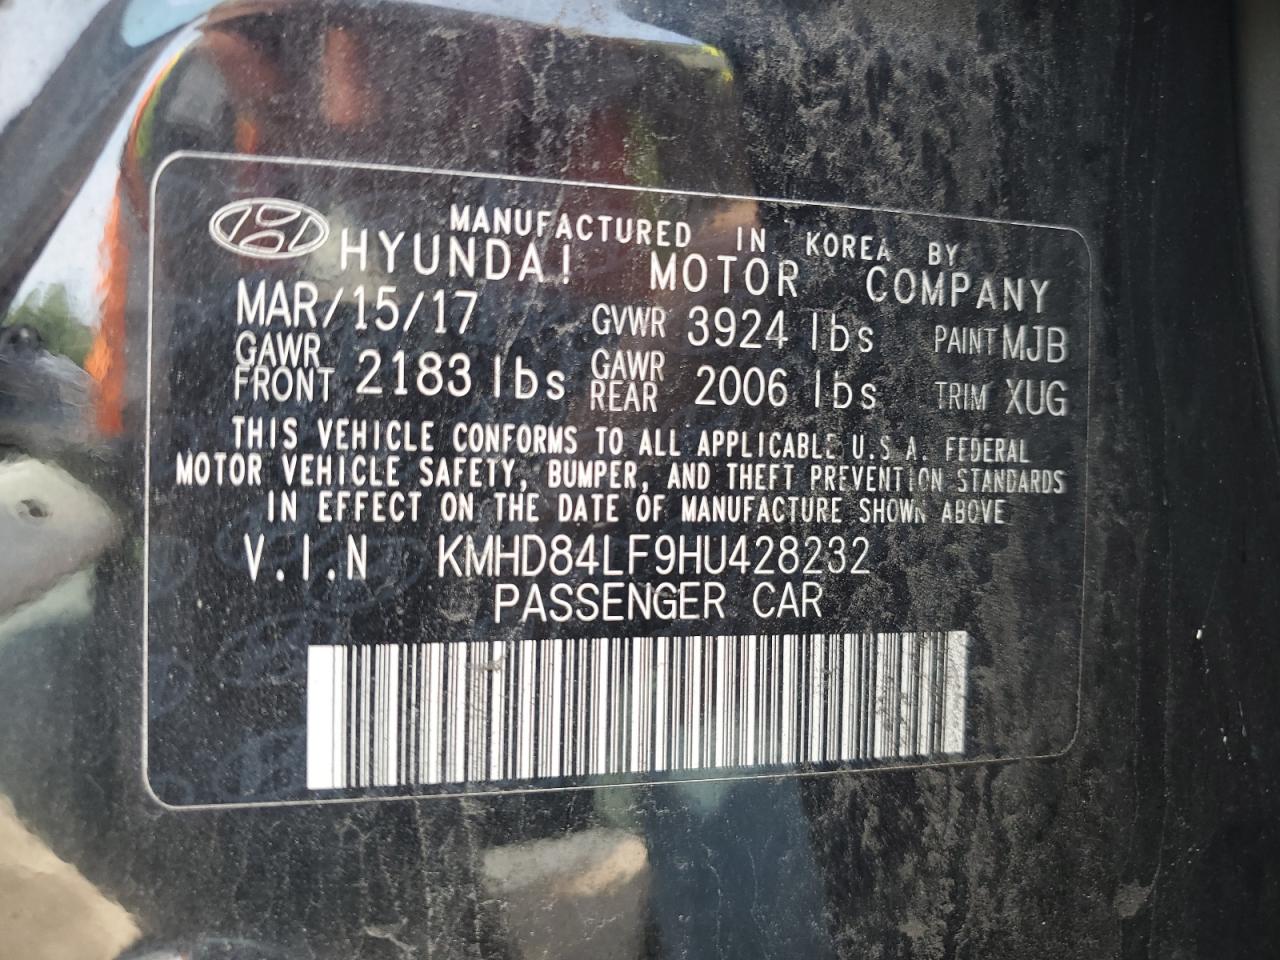 MANUFACTURED IN KOREA BY
HYUNDAI MOTOR COMPANY
MAR/15/17 GVWR 3924 lbs PAINT MJB
GAWR FRONT 2183 lbs GAWR REAR 2006 lbs TRIM XUG
THIS VEHICLE CONFORMS TO ALL APPLICABLE U.S.A. FEDERAL
MOTOR VEHICLE SAFETY, BUMPER, AND THEFT PREVENTION STANDARDS
IN EFFECT ON THE DATE OF MANUFACTURE SHOWN ABOVE
V.I.N KMHD84LF9HU428232
PASSENGER CAR